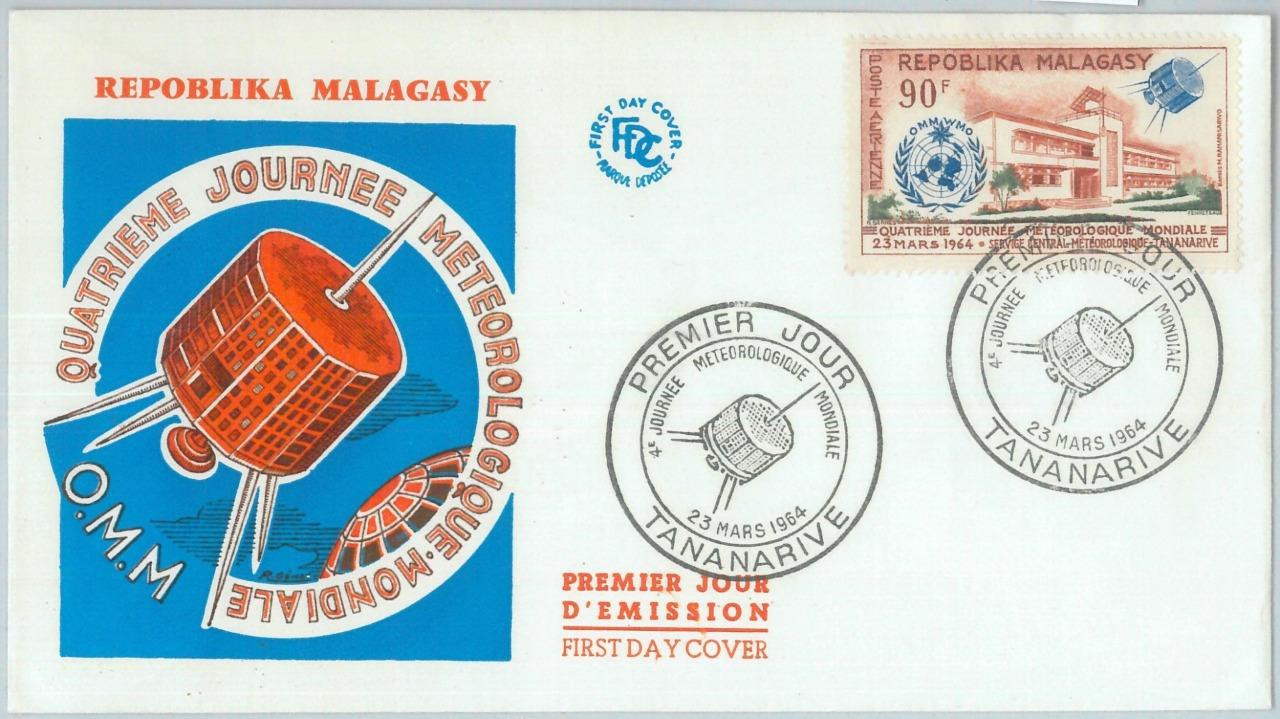 REPOBLIKA MALAGASY
QUATRIEME JOURNEE METEOROLOGIQUE MONDIALE
O.M.M
FIRST DAY COVER
FDC
MARQUE DEPOSÉE
REPOBLIKA MALAGASY
POSTE AERIENNE
90F
OMM WMO
QUATRIÈME JOURNÉE MÉTÉOROLOGIQUE MONDIALE
23 MARS 1964 • SERVICE CENTRAL MÉTÉOROLOGIQUE-TANANARIVE
PREMIER JOUR
4E JOURNEE METEOROLOGIQUE MONDIALE
23 MARS 1964
TANANARIVE
PREMIER JOUR
4E JOURNEE METEOROLOGIQUE MONDIALE
23 MARS 1964
TANANARIVE
PREMIER JOUR
D'EMISSION
FIRST DAY COVER